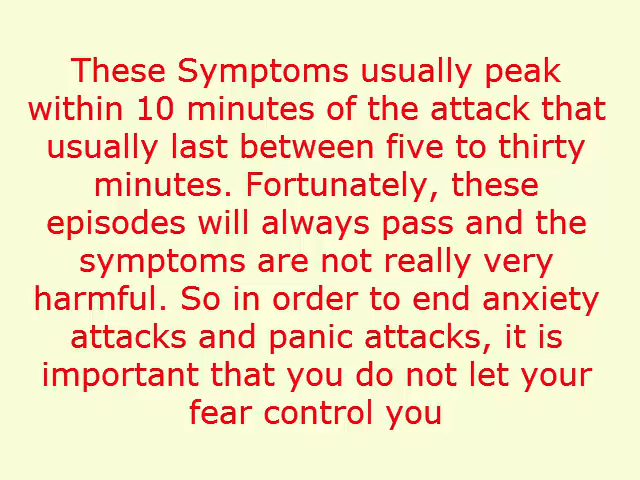 These Symptoms usually peak
within 10 minutes of the attack that
usually last between five to thirty
minutes. Fortunately, these
episodes will always pass and the
symptoms are not really very
harmful. So in order to end anxiety
attacks and panic attacks, it is
important that you do not let your
fear control you